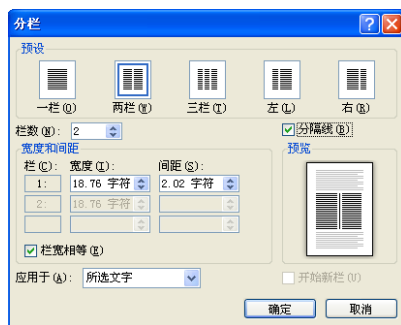 分栏
预设
一栏(O) 两栏(W) 三栏(T) 左(L) 右(R)
栏数(N): 2 分隔线(B)
宽度和间距 预览
栏(C): 宽度(I): 间距(S):
1: 18.76 字符 2.02 字符
2: 18.76 字符
栏宽相等(E)
应用于(A): 所选文字 开始新栏(U)
确定 取消